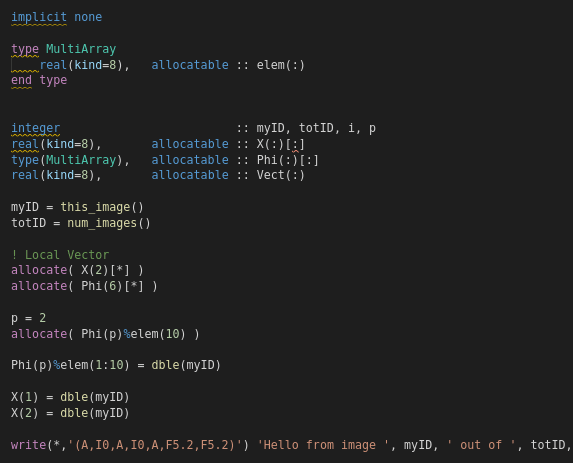 implicit none
type MultiArray
real(kind=8),   allocatable :: elem(:)
end type
integer                         :: myID, totID, i, p
real(kind=8),       allocatable :: X(:)[:]
type(MultiArray),   allocatable :: Phi(:)[:]
real(kind=8),       allocatable :: Vect(:)
myID = this_image()
totID = num_images()
! Local Vector
allocate( X(2)[*] )
allocate( Phi(6)[*] )
p = 2
allocate( Phi(p)%elem(10) )
Phi(p)%elem(1:10) = dble(myID)
X(1) = dble(myID)
X(2) = dble(myID)
write(*,'(A,I0,A,I0,A,F5.2,F5.2)') 'Hello from image ', myID, ' out of ', totID,